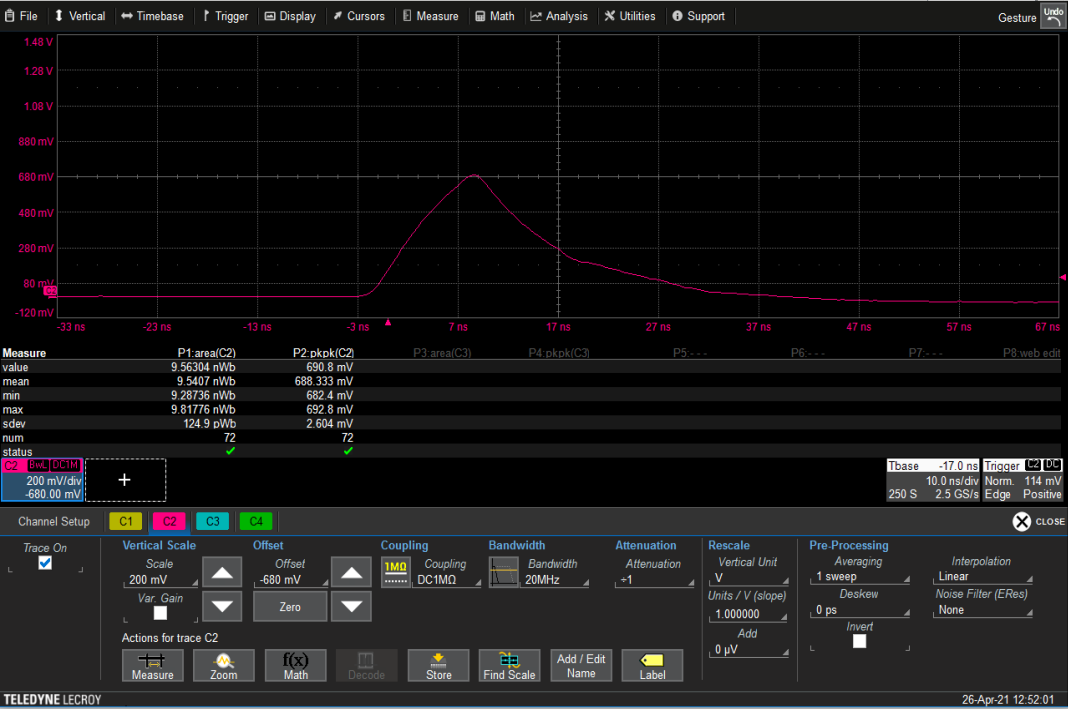 File Vertical Timebase Trigger Display Cursors Measure Math Analysis Utilities Support Gesture Undo
1.48 V
1.28 V
1.08 V
880 mV
680 mV
480 mV
280 mV
80 mV
C2
-120 mV
-33 ns -23 ns -13 ns -3 ns 7 ns 17 ns 27 ns 37 ns 47 ns 57 ns 67 ns
Measure P1:area(C2) P2:pkpk(C2) P3:area(C3) P4:pkpk(C3) P5:- - - P6:- - - P7:- - - P8:web edit
value 9.56304 nWb 690.8 mV
mean 9.5407 nWb 688.333 mV
min 9.28736 nWb 682.4 mV
max 9.81776 nWb 692.8 mV
sdev 124.9 pWb 2.604 mV
num 72 72
status
C2 BwL DC1M
200 mV/div
-680.00 mV
+
Tbase -17.0 ns
10.0 ns/div
250 S 2.5 GS/s
Trigger C2 DC
Norm. 114 mV
Edge Positive
Channel Setup C1 C2 C3 C4 CLOSE
Trace On
Vertical Scale
Scale
200 mV
Var. Gain
Offset
Offset
-680 mV
Zero
Coupling
1MΩ
Coupling
DC1MΩ
Bandwidth
Bandwidth
20MHz
Attenuation
Attenuation
÷1
Rescale
Vertical Unit
V
Units / V (slope)
1.000000
Add
0 µV
Pre-Processing
Averaging
1 sweep
Deskew
0 ps
Invert
Interpolation
Linear
Noise Filter (ERes)
None
Actions for trace C2
Measure
Zoom
f(x)
Math
Decode
Store
Find Scale
Add / Edit
Name
Label
TELEDYNE LECROY 26-Apr-21 12:52:01